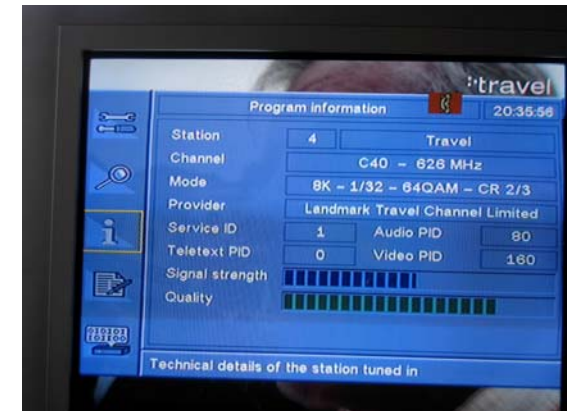 travel
Program information 20:35:56
Station 4 Travel
Channel C40 - 626 MHz
Mode 8K - 1/32 - 64QAM - CR 2/3
Provider Landmark Travel Channel Limited
Service ID 1 Audio PID 80
Teletext PID 0 Video PID 160
Signal strength
Quality
Technical details of the station tuned in